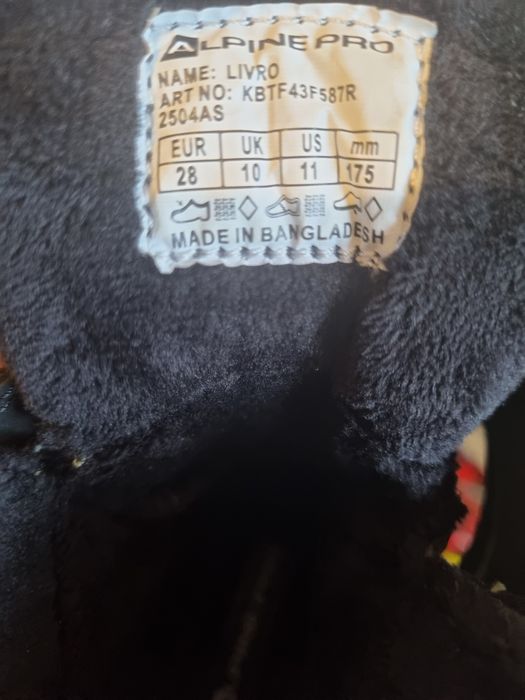 ALPINE PRO
NAME: LIVRO
ART NO: KBTF43F587R
2504AS
EUR UK US mm
28 10 11 175
MADE IN BANGLADESH